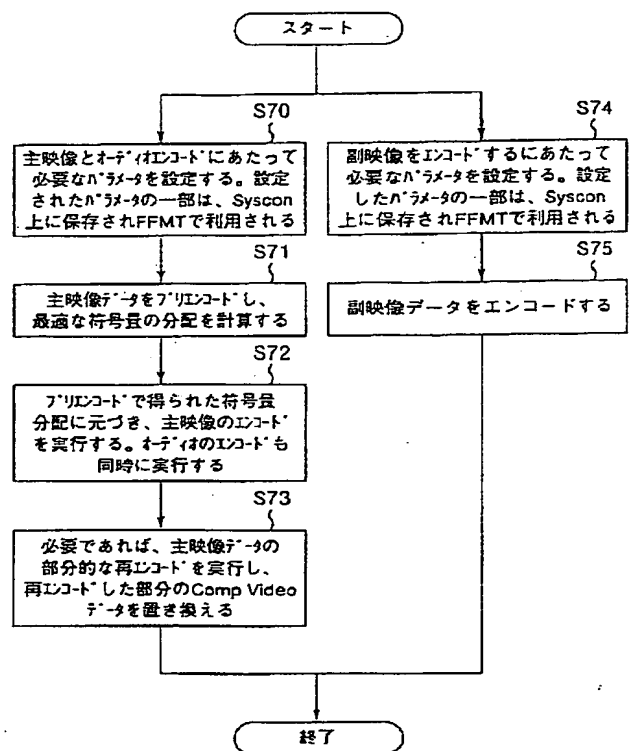 スタート
S70
主映像とオーディオエンコードにあたって
必要なパラメータを設定する。設定
されたパラメータの一部は、Syscon
上に保存されFFMTで利用される
S71
主映像データをプリエンコードし、
最適な符号量の分配を計算する
S72
プリエンコードで得られた符号量
分配に元づき、主映像のエンコード
を実行する。オーディオのエンコードも
同時に実行する
S73
必要であれば、主映像データの
部分的な再エンコードを実行し、
再エンコードした部分のComp Video
データを置き換える
S74
副映像をエンコードするにあたって
必要なパラメータを設定する。設定
したパラメータの一部は、Syscon
上に保存されFFMTで利用される
S75
副映像データをエンコードする
終了